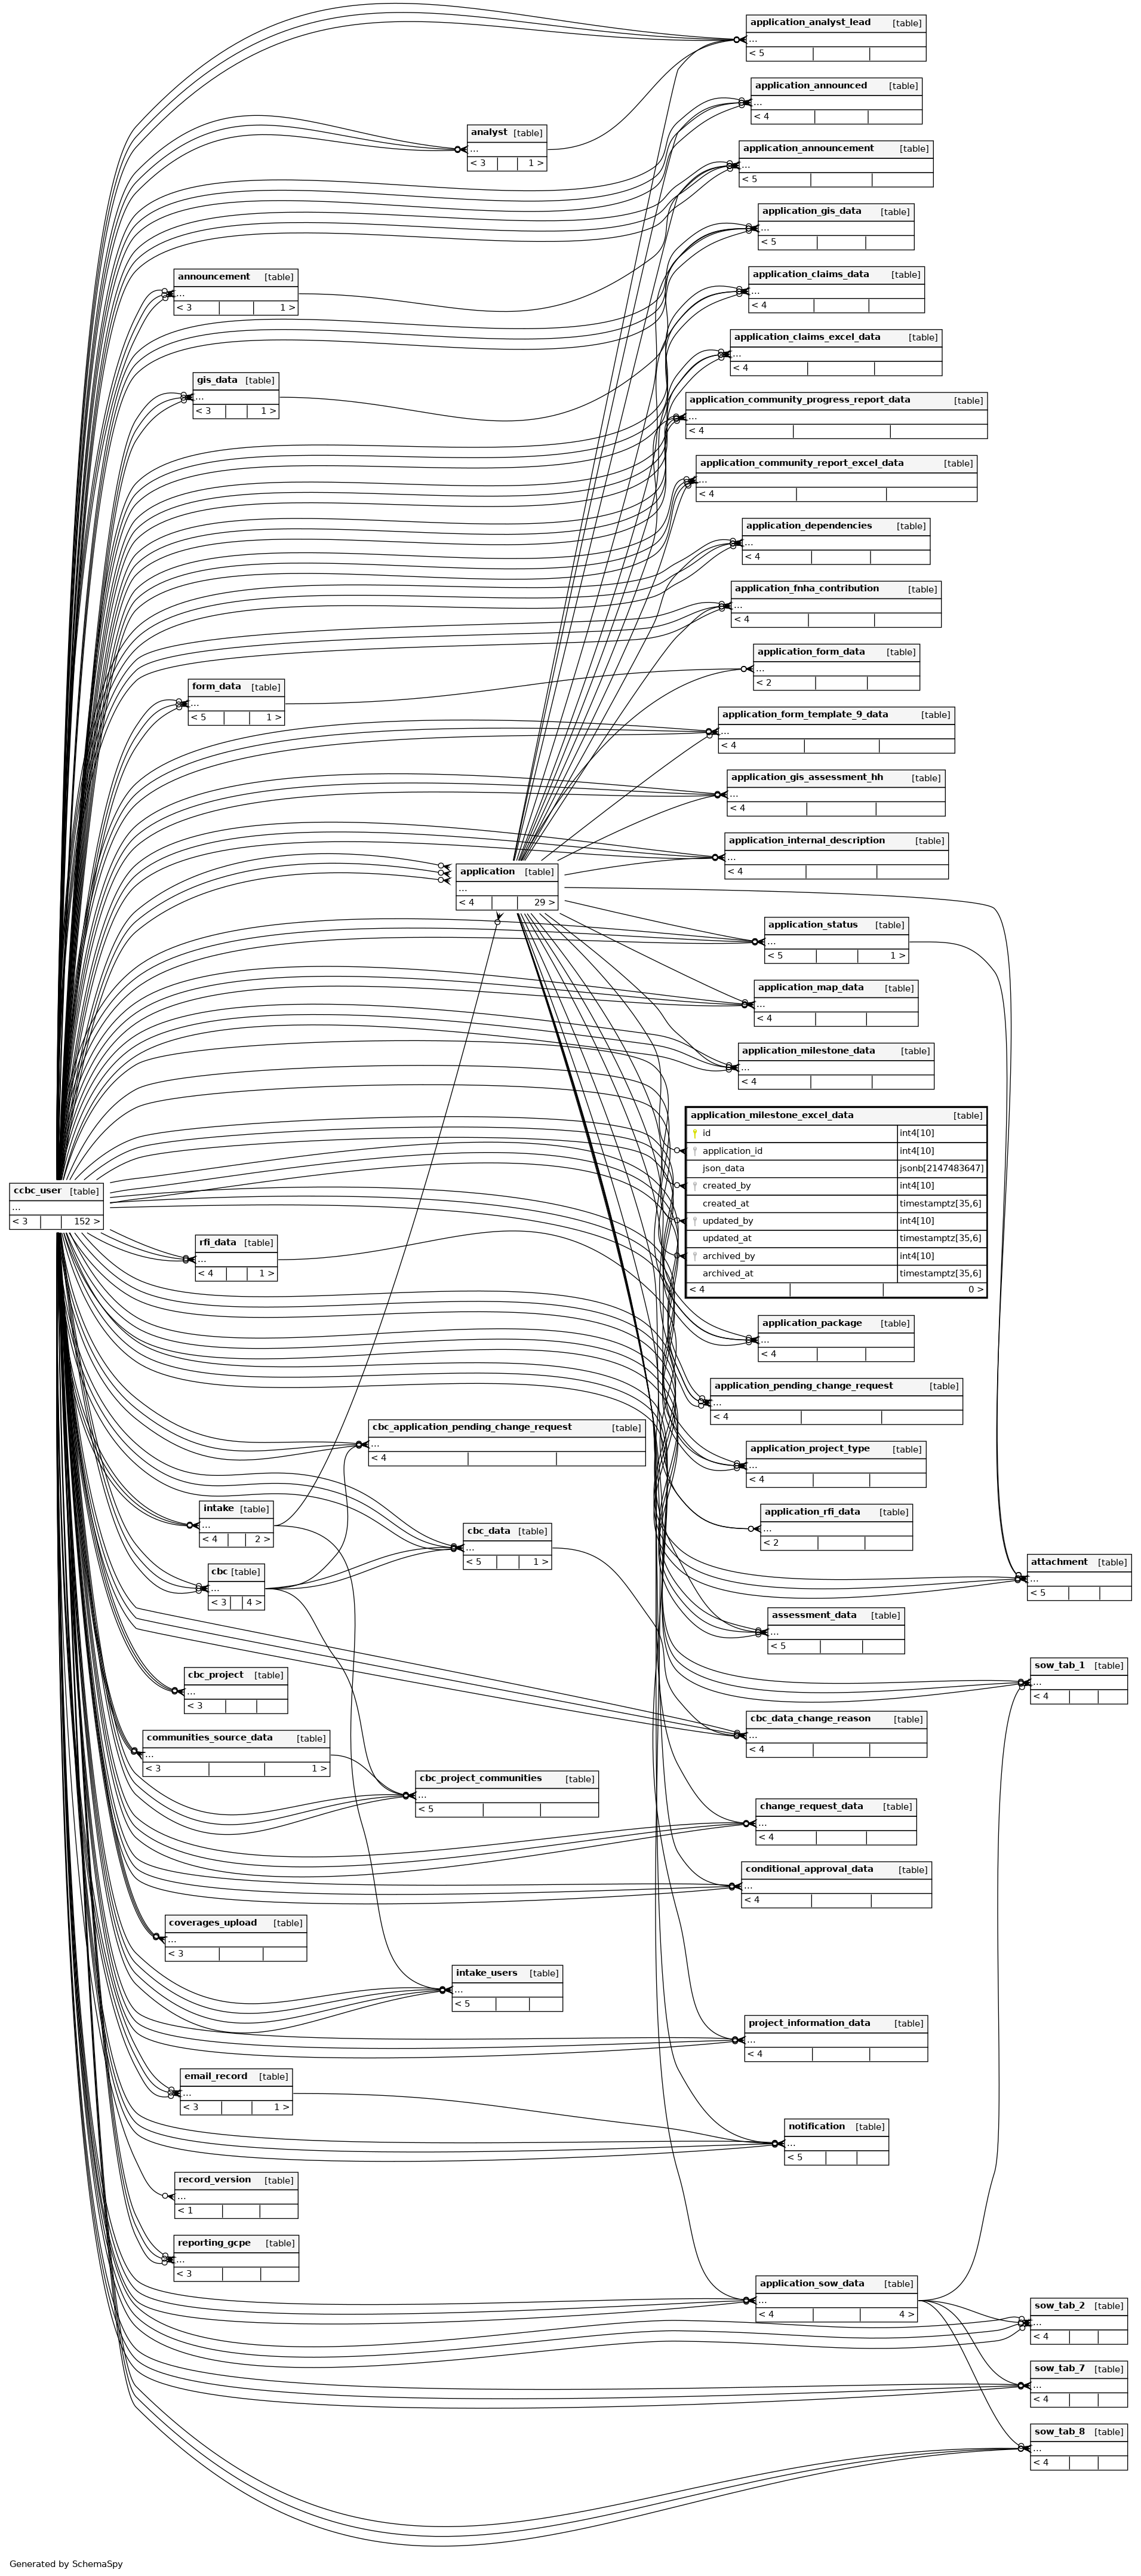 application_analyst_lead [table]
...
< 5
application_announced [table]
...
< 4
analyst [table]
...
< 3 1 >
application_announcement [table]
...
< 5
application_gis_data [table]
...
< 5
announcement [table]
...
< 3 1 >
application_claims_data [table]
...
< 4
application_claims_excel_data [table]
...
< 4
gis_data [table]
...
< 3 1 >
application_community_progress_report_data [table]
...
< 4
application_community_report_excel_data [table]
...
< 4
application_dependencies [table]
...
< 4
application_fnha_contribution [table]
...
< 4
application_form_data [table]
...
< 2
form_data [table]
...
< 5 1 >
application_form_template_9_data [table]
...
< 4
application_gis_assessment_hh [table]
...
< 4
application_internal_description [table]
...
< 4
application [table]
...
< 4 29 >
application_status [table]
...
< 5 1 >
application_map_data [table]
...
< 4
application_milestone_data [table]
...
< 4
application_milestone_excel_data [table]
id int4[10]
application_id int4[10]
json_data jsonb[2147483647]
created_by int4[10]
created_at timestamptz[35,6]
updated_by int4[10]
updated_at timestamptz[35,6]
archived_by int4[10]
archived_at timestamptz[35,6]
< 4 0 >
ccbc_user [table]
...
< 3 152 >
rfi_data [table]
...
< 4 1 >
application_package [table]
...
< 4
application_pending_change_request [table]
...
< 4
cbc_application_pending_change_request [table]
...
< 4
application_project_type [table]
...
< 4
intake [table]
...
< 4 2 >
application_rfi_data [table]
...
< 2
cbc_data [table]
...
< 5 1 >
attachment [table]
...
< 5
cbc [table]
...
< 3 4 >
assessment_data [table]
...
< 5
sow_tab_1 [table]
...
< 4
cbc_project [table]
...
< 3
cbc_data_change_reason [table]
...
< 4
communities_source_data [table]
...
< 3 1 >
cbc_project_communities [table]
...
< 5
change_request_data [table]
...
< 4
conditional_approval_data [table]
...
< 4
coverages_upload [table]
...
< 3
intake_users [table]
...
< 5
project_information_data [table]
...
< 4
email_record [table]
...
< 3 1 >
notification [table]
...
< 5
record_version [table]
...
< 1
reporting_gcpe [table]
...
< 3
application_sow_data [table]
...
< 4 4 >
sow_tab_2 [table]
...
< 4
sow_tab_7 [table]
...
< 4
sow_tab_8 [table]
...
< 4
Generated by SchemaSpy